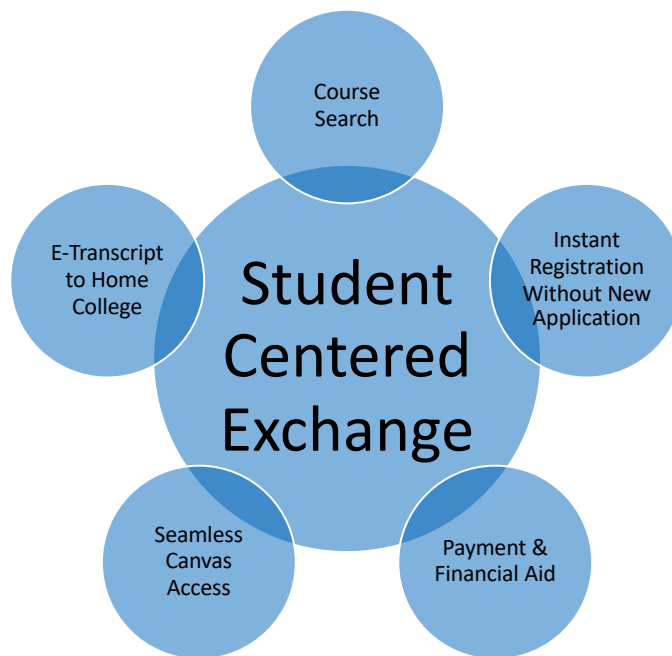 Course
Search
Instant
Registration
Without New
Application
Payment &
Financial Aid
Seamless
Canvas
Access
E-Transcript
to Home
College
Student
Centered
Exchange